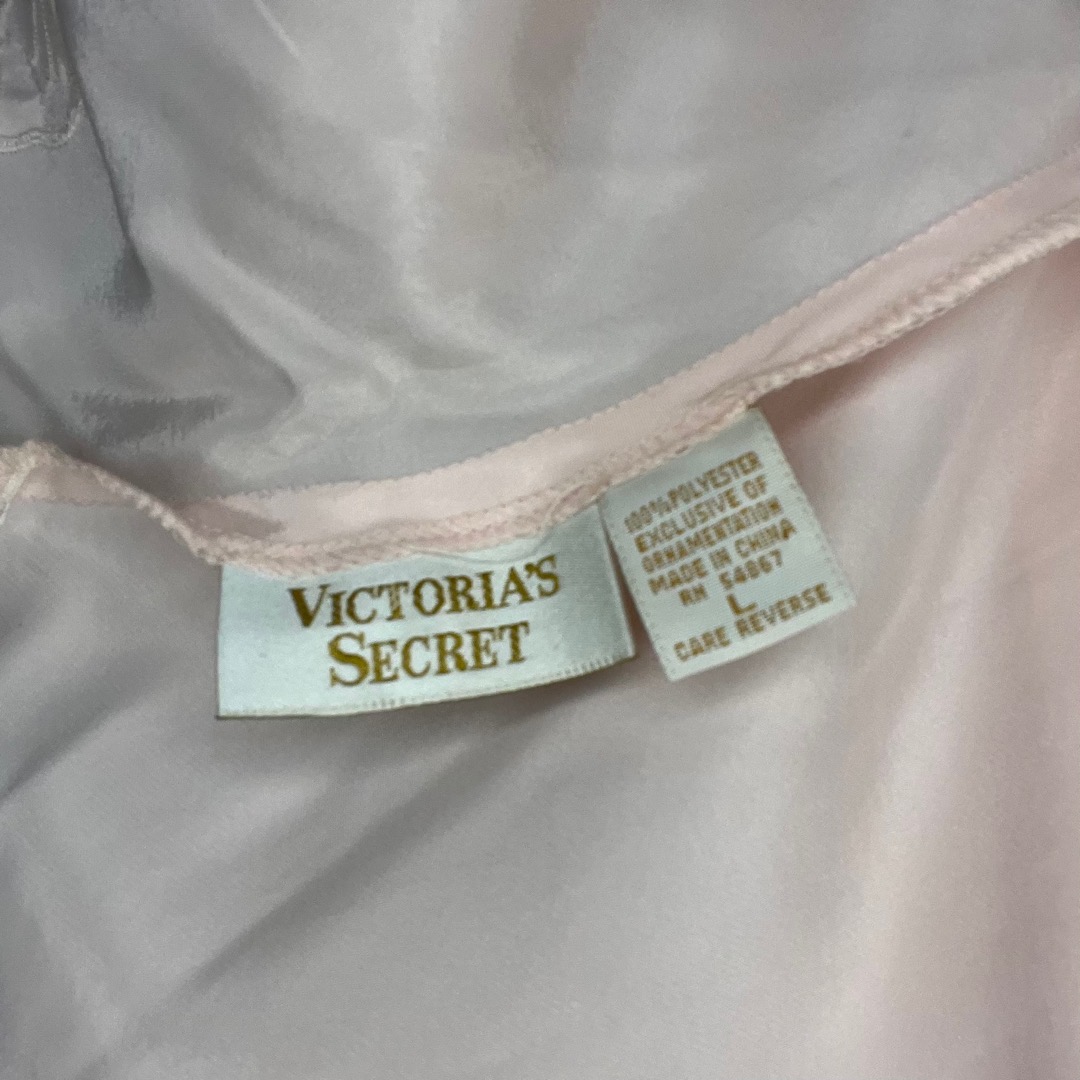 VICTORIA'S
SECRET
100% POLYESTER
EXCLUSIVE OF
ORNAMENTATION
MADE IN CHINA
RN 54867
L
CARE REVERSE